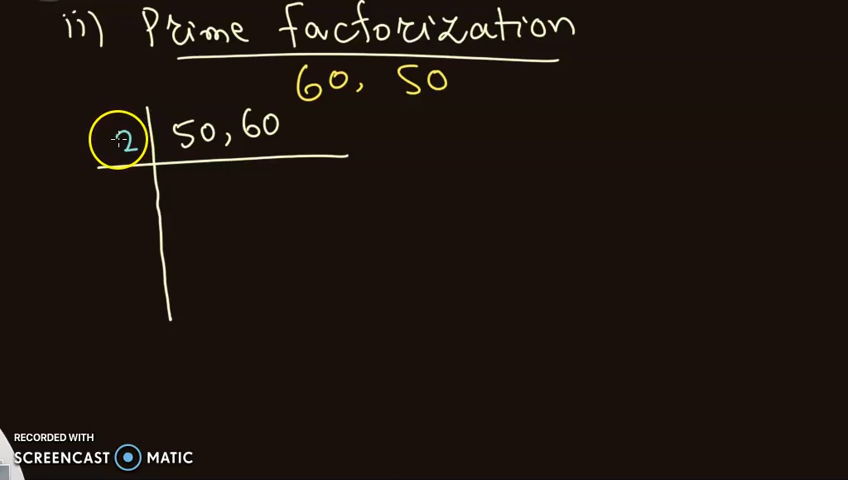 ii) Prime factorization
60, 50
2 50, 60
RECORDED WITH
SCREENCAST MATIC